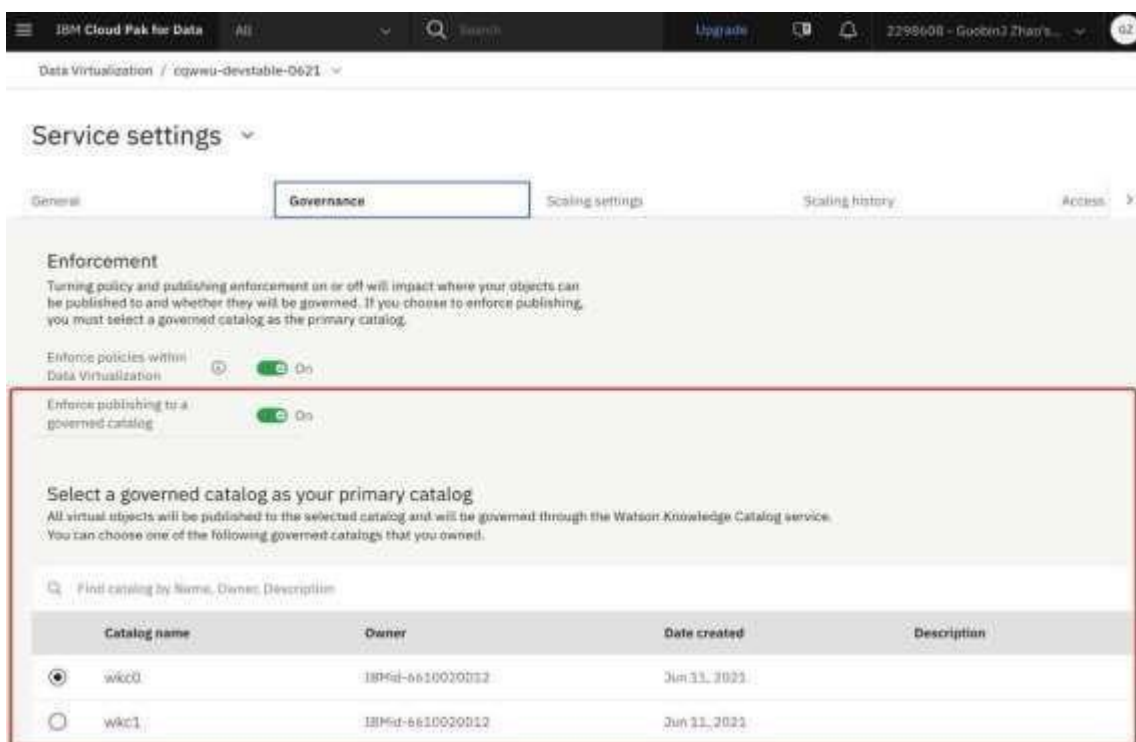 IBM Cloud Pak for Data
All
Search
Upgrade
2298608 - Guobin3 Zhao's...
GZ
Data Virtualization / cqwwu-devstable-0621
Service settings
General
Governance
Scaling settings
Scaling history
Access
Enforcement
Turning policy and publishing enforcement on or off will impact where your objects can
be published to and whether they will be governed. If you choose to enforce publishing,
you must select a governed catalog as the primary catalog.
Enforce policies within
Data Virtualization
On
Enforce publishing to a
governed catalog
On
Select a governed catalog as your primary catalog
All virtual objects will be published to the selected catalog and will be governed through the Watson Knowledge Catalog service.
You can choose one of the following governed catalogs that you owned.
Find catalog by Name, Owner, Description
Catalog name Owner Date created Description
wkc0 IBMid-6610020D12 Jun 11, 2021
wkc1 IBMid-6610020D12 Jun 11, 2021